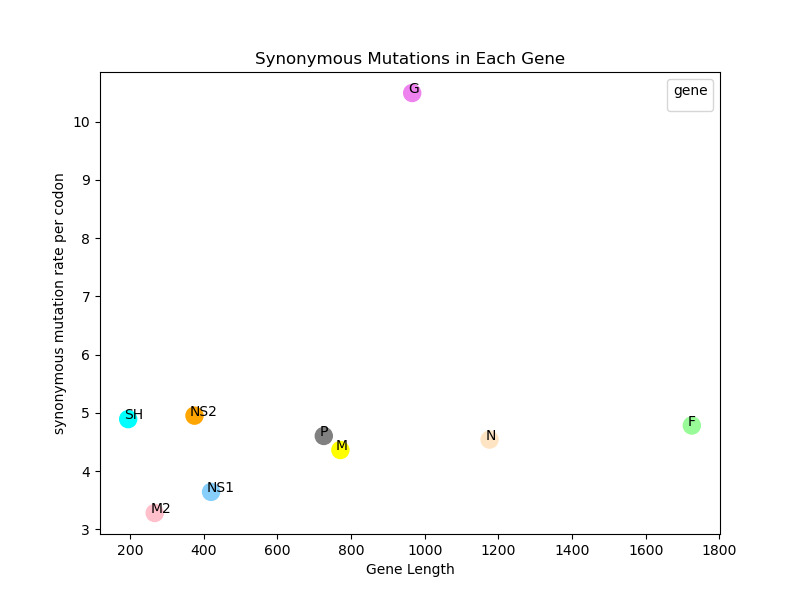 Synonymous Mutations in Each Gene
G
gene
10
9
8
7
6
5
4
3
synonymous mutation rate per codon
SH
NS2
P
M
N
F
NS1
M2
200
400
600
800
1000
1200
1400
1600
1800
Gene Length